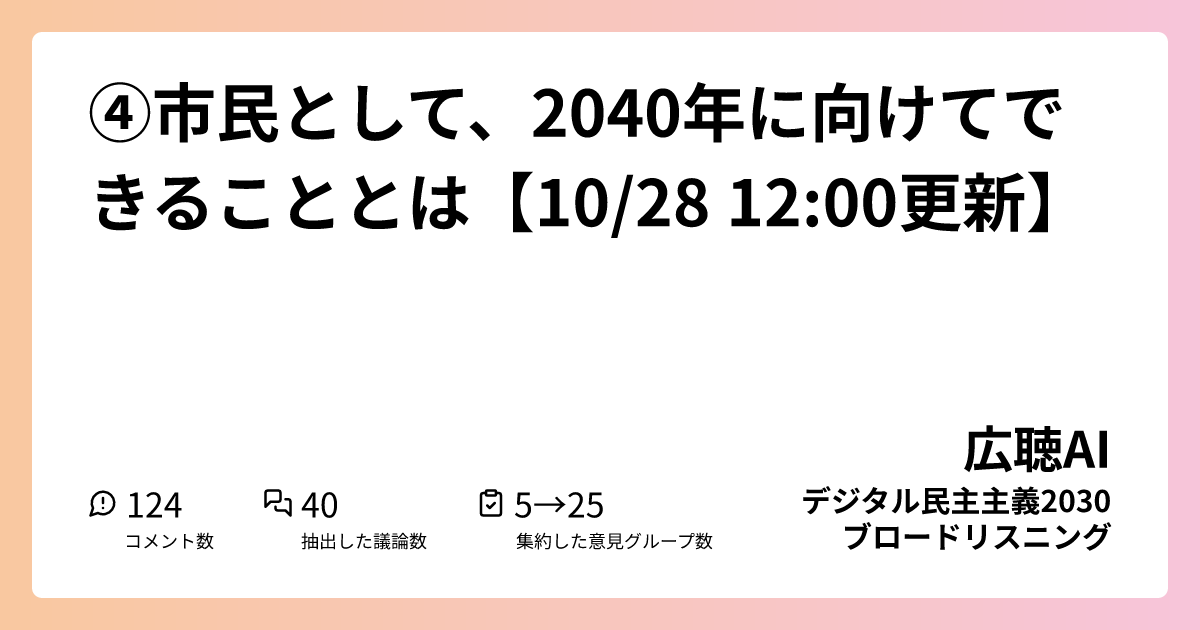 ④市民として、2040年に向けてで
きることとは【10/28 12:00更新】
広聴AI
デジタル民主主義2030
ブロードリスニング
124
コメント数
40
抽出した議論数
5→25
集約した意見グループ数